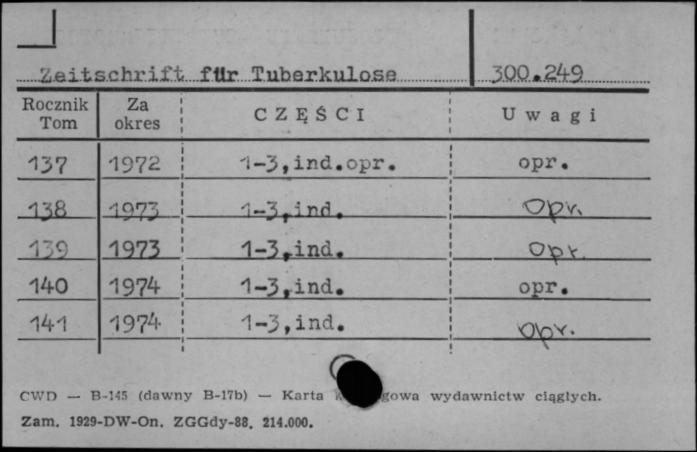 Zeitschrift für Tuberkulose 300.249
Rocznik Tom Za okres CZĘŚCI Uwagi
137 1972 1-3,ind.opr. opr.
138 1973 1-3,ind. opr.
139 1973 1-3,ind. opr.
140 1974 1-3,ind. opr.
141 1974 1-3,ind. opr.
CWD — B-145 (dawny B-17b) — Karta wydawnictw ciągłych.
Zam. 1929-DW-On. ZGGdy-88. 214.000.